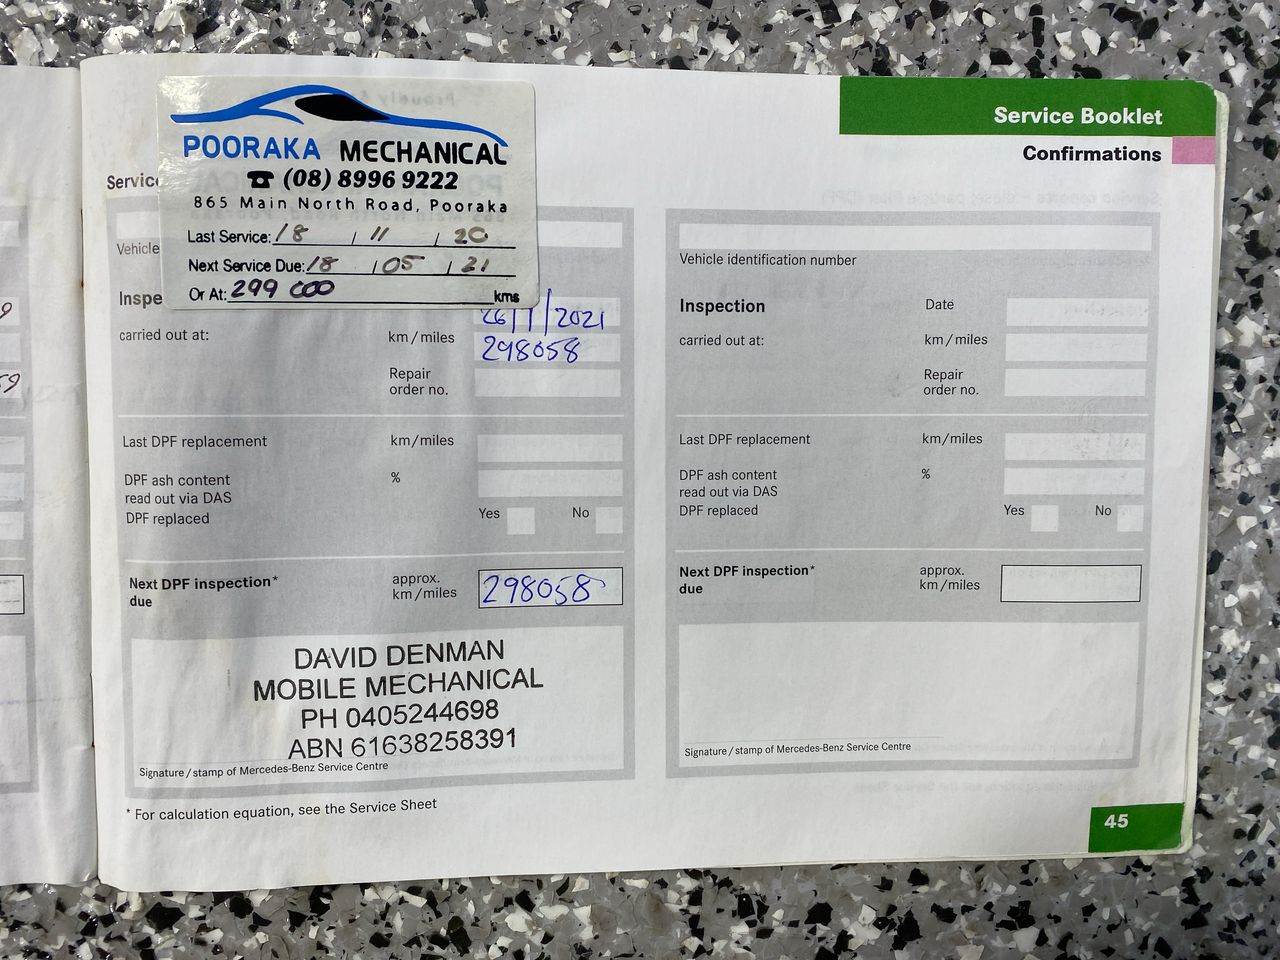 Service Booklet
Confirmations
POORAKA MECHANICAL
☎ (08) 8996 9222
865 Main North Road, Pooraka
Last Service: 18 / 11 / 20
Next Service Due: 18 / 05 / 21
Or At: 299 000 kms
Servic
Vehicle
Inspe
26/1/2021
carried out at:
km/miles 298058
Repair
order no.
Last DPF replacement km/miles
DPF ash content %
read out via DAS
DPF replaced Yes No
Next DPF inspection* approx.
due km/miles 298058
DAVID DENMAN
MOBILE MECHANICAL
PH 0405244698
ABN 61638258391
Signature/stamp of Mercedes-Benz Service Centre
* For calculation equation, see the Service Sheet
Vehicle identification number
Inspection Date
carried out at: km/miles
Repair
order no.
Last DPF replacement km/miles
DPF ash content %
read out via DAS
DPF replaced Yes No
Next DPF inspection* approx.
due km/miles
Signature/stamp of Mercedes-Benz Service Centre
45